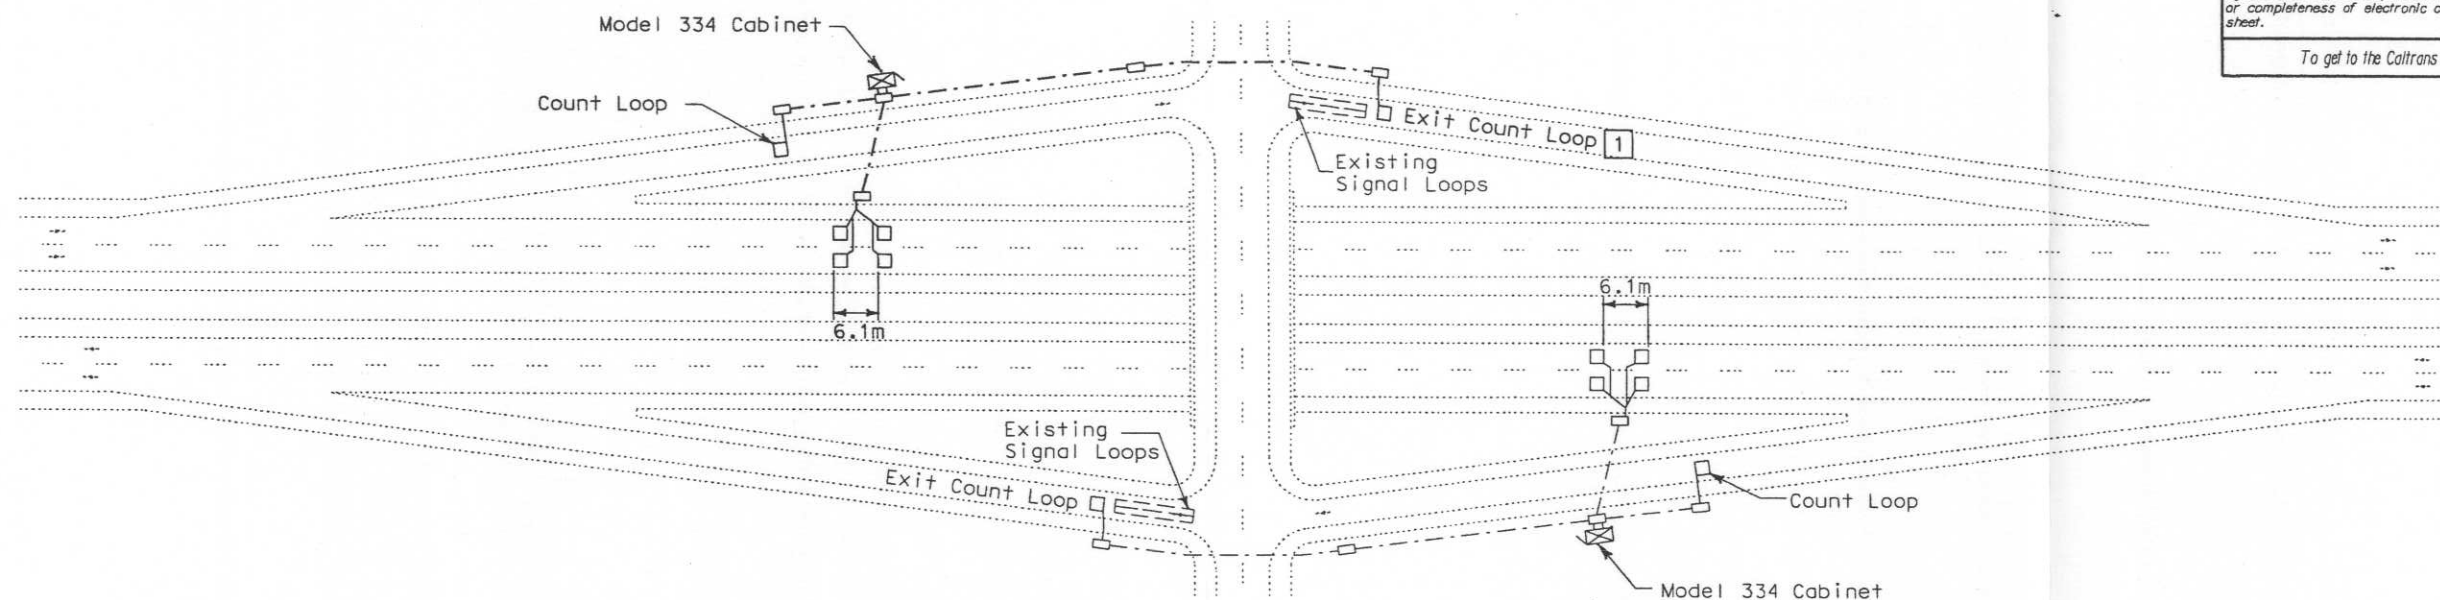 or completeness of electronic
sheet.
To get to the Caltrans
Model 334 Cabinet
Count Loop
Exit Count Loop 1
Existing
Signal Loops
6.1m
6.1m
Existing
Signal Loops
Exit Count Loop
Count Loop
Model 334 Cabinet